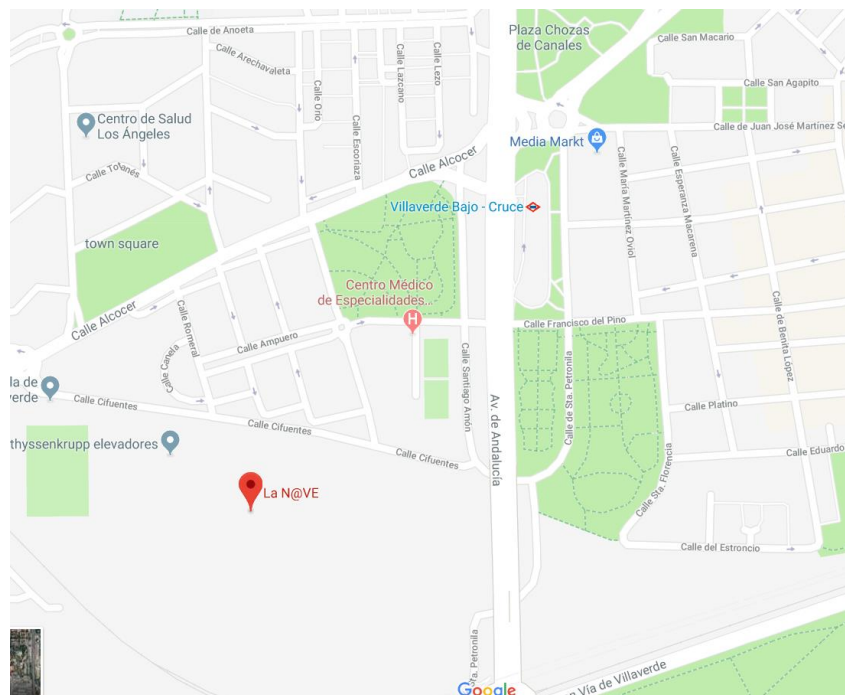 Plaza Chozas
de Canales
Calle de Anoeta
Calle San Macario
Calle Arechavaleta
Calle Lazcano
Calle Lezo
Calle San Agapito
Calle Orio
Centro de Salud
Los Ángeles
Calle Escoriaza
Calle de Juan José Martínez Se
Media Markt
Calle Alcocer
Calle María Martínez Oviol
Calle Esperanza Macarena
Calle Tolanés
Villaverde Bajo - Cruce
town square
Centro Médico
de Especialidades...
H
Calle Alcocer
Calle Romeral
Calle Francisco del Pino
Calle Ampuero
Calle Canela
Calle Santiago Amón
Calle de Benita López
la de
erde
Calle Cifuentes
Calle de Sta. Petronila
Calle Platino
Av. de Andalucía
Calle Cifuentes
thyssenkrupp elevadores
Calle Cifuentes
Calle Eduardo
Calle Sta. Florencia
La N@VE
Calle del Estroncio
Sta. Petronila
n Vía de Villaverde
Google